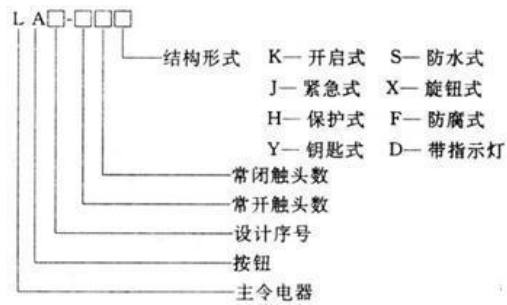 LA□-□□□
结构形式 K—开启式 S—防水式
J—紧急式 X—旋钮式
H—保护式 F—防腐式
Y—钥匙式 D—带指示灯
常闭触头数
常开触头数
设计序号
按钮
主令电器